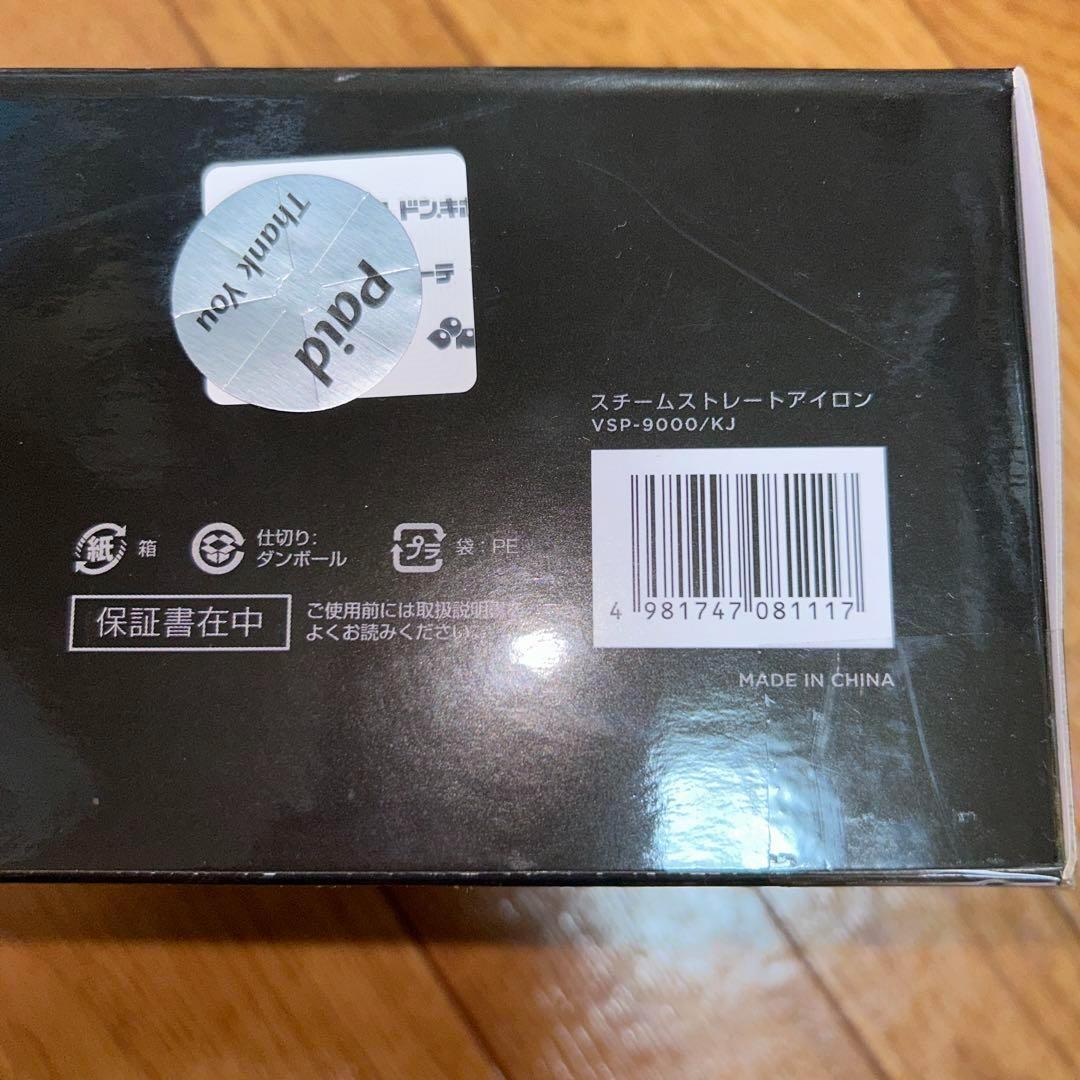 Thank You
Paid
ドン.キホ
ーテ
スチームストレートアイロン
VSP-9000/KJ
紙 箱
仕切り:
ダンボール
プラ 袋:PE
保証書在中
ご使用前には取扱説明書を
よくお読みください。
4 981747 081117
MADE IN CHINA